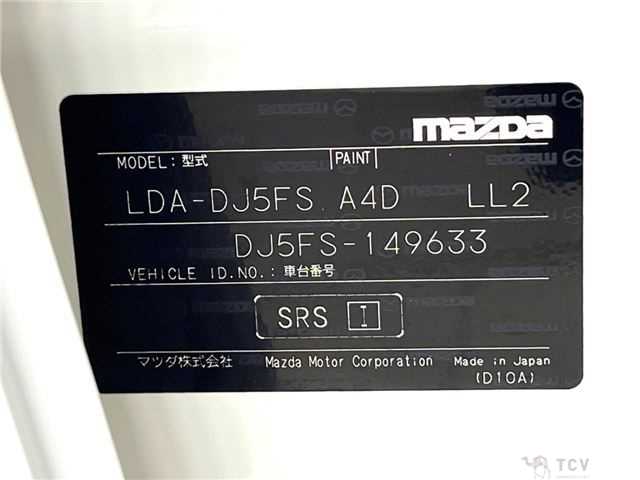 mazda
MODEL: 型式 PAINT
LDA-DJ5FS A4D LL2
DJ5FS-149633
VEHICLE ID.NO.: 車台番号
SRS I
マツダ株式会社 Mazda Motor Corporation Made in Japan
(D10A)
TCV